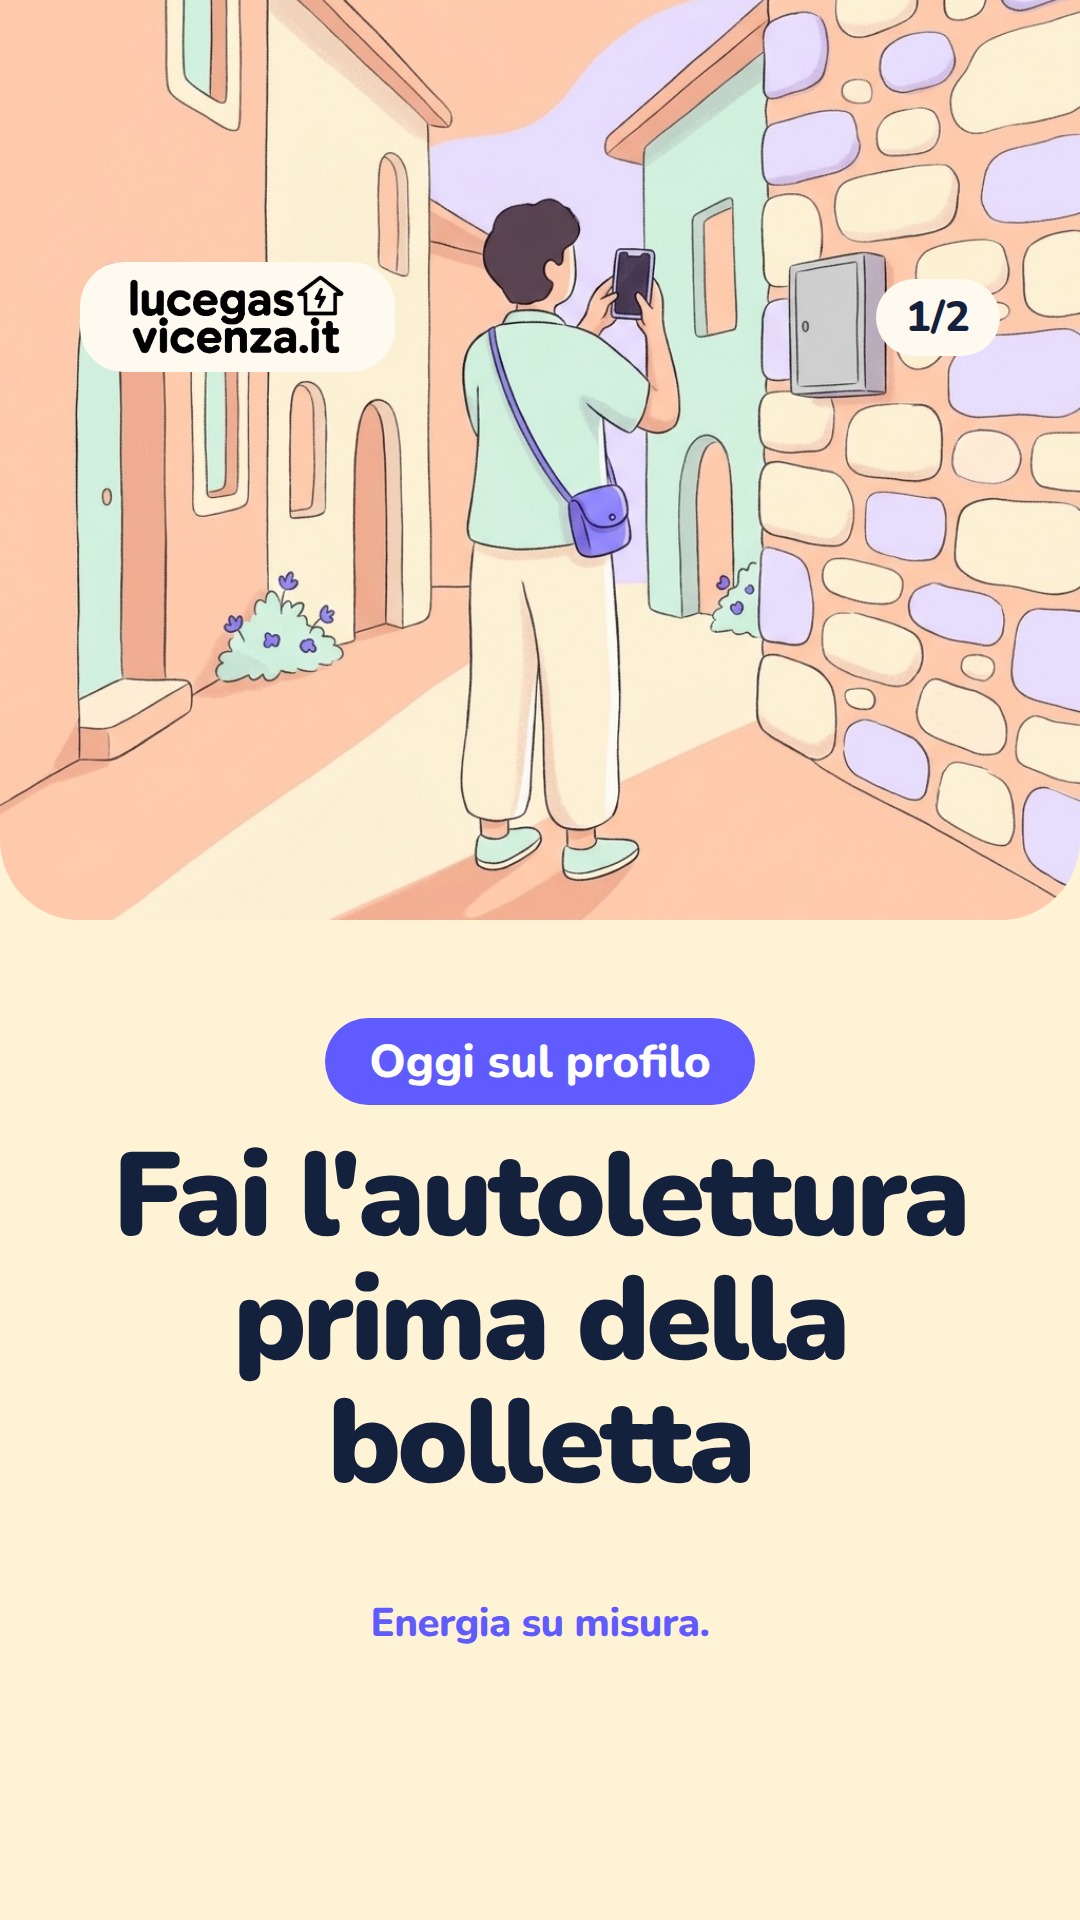 lucegas
vicenza.it
1/2
Oggi sul profilo
Fai l'autolettura
prima della
bolletta
Energia su misura.